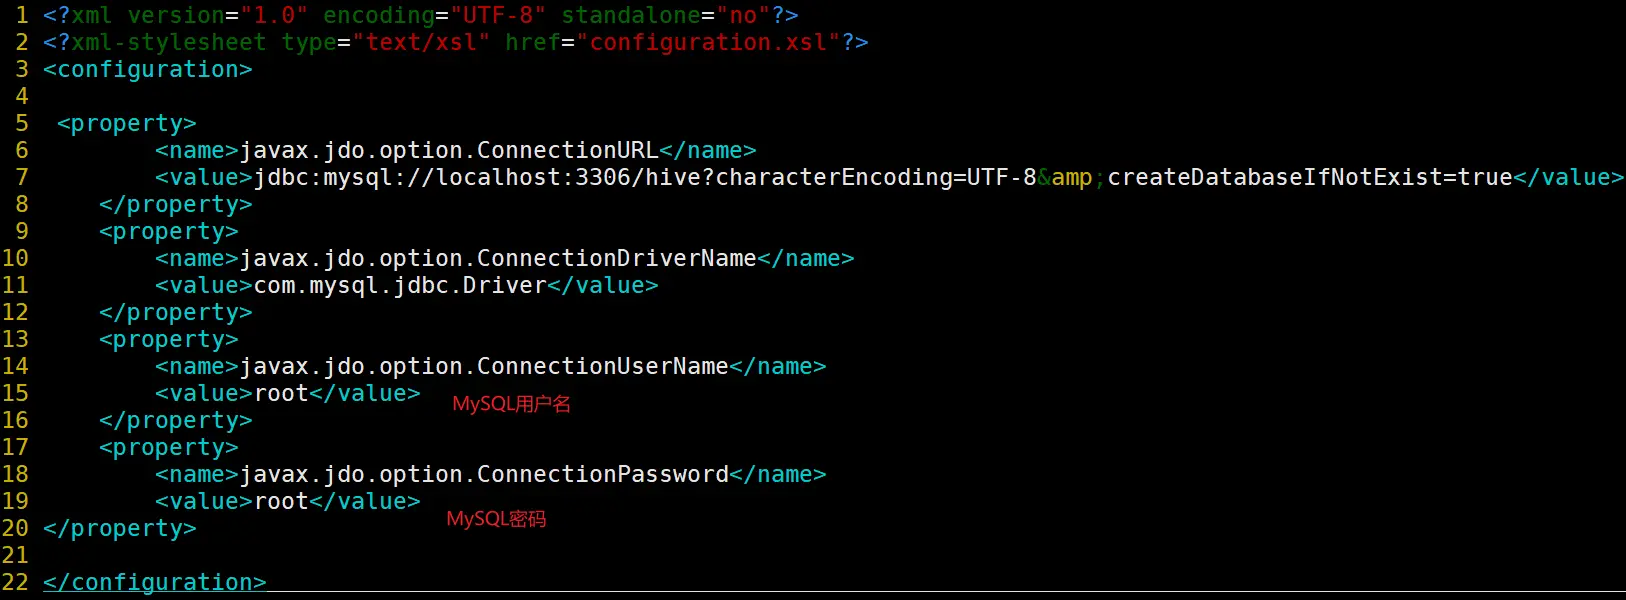 1 <?xml version="1.0" encoding="UTF-8" standalone="no"?>
2 <?xml-stylesheet type="text/xsl" href="configuration.xsl"?>
3 <configuration>
4
5  <property>
6         <name>javax.jdo.option.ConnectionURL</name>
7         <value>jdbc:mysql://localhost:3306/hive?characterEncoding=UTF-8&amp;createDatabaseIfNotExist=true</value>
8     </property>
9     <property>
10         <name>javax.jdo.option.ConnectionDriverName</name>
11         <value>com.mysql.jdbc.Driver</value>
12     </property>
13     <property>
14         <name>javax.jdo.option.ConnectionUserName</name>
15         <value>root</value> MySQL用户名
16     </property>
17     <property>
18         <name>javax.jdo.option.ConnectionPassword</name>
19         <value>root</value> MySQL密码
20 </property>
21
22 </configuration>